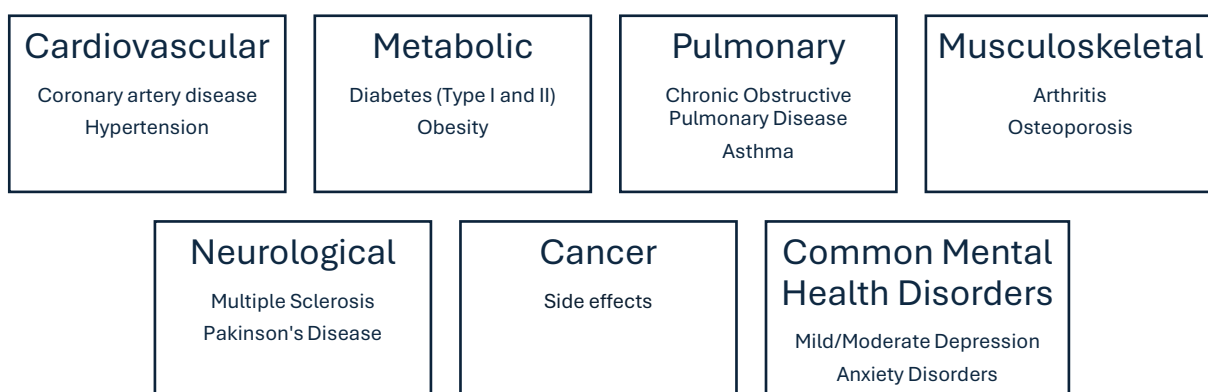 Cardiovascular
Coronary artery disease
Hypertension
Metabolic
Diabetes (Type I and II)
Obesity
Pulmonary
Chronic Obstructive
Pulmonary Disease
Asthma
Musculoskeletal
Arthritis
Osteoporosis
Neurological
Multiple Sclerosis
Pakinson's Disease
Cancer
Side effects
Common Mental
Health Disorders
Mild/Moderate Depression
Anxiety Disorders